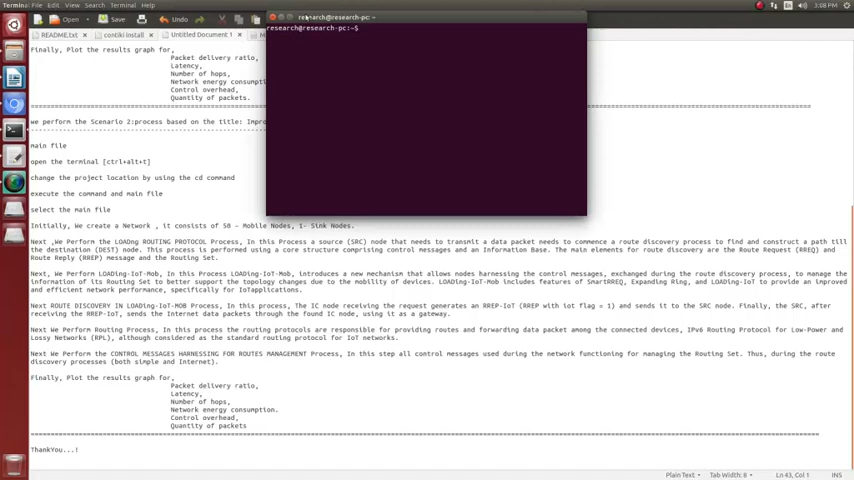 Terminal File Edit View Search Terminal Help
En
3:08 PM
research@research-pc: ~
Open Save Undo
README.txt × contiki install × Untitled Document 1 ×
research@research-pc:~$
Finally, Plot the results graph for,
Packet delivery ratio,
Latency,
Number of hops,
Network energy consumpti
Control overhead,
Quantity of packets.
we perform the Scenario 2:process based on the title: Impro
main file
open the terminal [ctrl+alt+t]
change the project location by using the cd command
execute the command and main file
select the main file
Initially, We create a Network , it consists of 50 - Mobile Nodes, 1- Sink Nodes.
Next ,We Perform the LOADng ROUTING PROTOCOL Process, In this Process a source (SRC) node that needs to transmit a data packet needs to commence a route discovery process to find and construct a path till
the destination (DEST) node. This process is performed using a core structure comprising control messages and an Information Base. The main elements for route discovery are the Route Request (RREQ) and
Route Reply (RREP) message and the Routing Set.
Next, We Perform LOADing-IoT-Mob, In this Process LOADing-IoT-Mob, introduces a new mechanism that allows nodes harnessing the control messages, exchanged during the route discovery process, to manage the
information of its Routing Set to better support the topology changes due to the mobility of devices. LOADng-IoT-Mob includes features of SmartRREQ, Expanding Ring, and LOADng-IoT to provide an improved
and efficient network performance, specifically for IoTapplications.
Next ROUTE DISCOVERY IN LOADng-IoT-MOB Process, In this process, The IC node receiving the request generates an RREP-IoT (RREP with iot flag = 1) and sends it to the SRC node. Finally, the SRC, after
receiving the RREP-IoT, sends the Internet data packets through the found IC node, using it as a gateway.
Next We Perform Routing Process, In this process the routing protocols are responsible for providing routes and forwarding data packet among the connected devices, IPv6 Routing Protocol for Low-Power and
Lossy Networks (RPL), although considered as the standard routing protocol for IoT networks.
Next We Perform the CONTROL MESSAGES HARNESSING FOR ROUTES MANAGEMENT Process, In this step all control messages used during the network functioning for managing the Routing Set. Thus, during the route
discovery processes (both simple and Internet).
Finally, Plot the results graph for,
Packet delivery ratio,
Latency,
Number of hops,
Network energy consumption.
Control overhead,
Quantity of packets
ThankYou...!
Plain Text Tab Width: 8 Ln 43, Col 1 INS